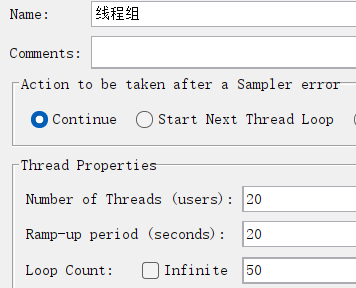 Name: 线程组
Comments:
Action to be taken after a Sampler error
Continue Start Next Thread Loop
Thread Properties
Number of Threads (users): 20
Ramp-up period (seconds): 20
Loop Count: Infinite 50